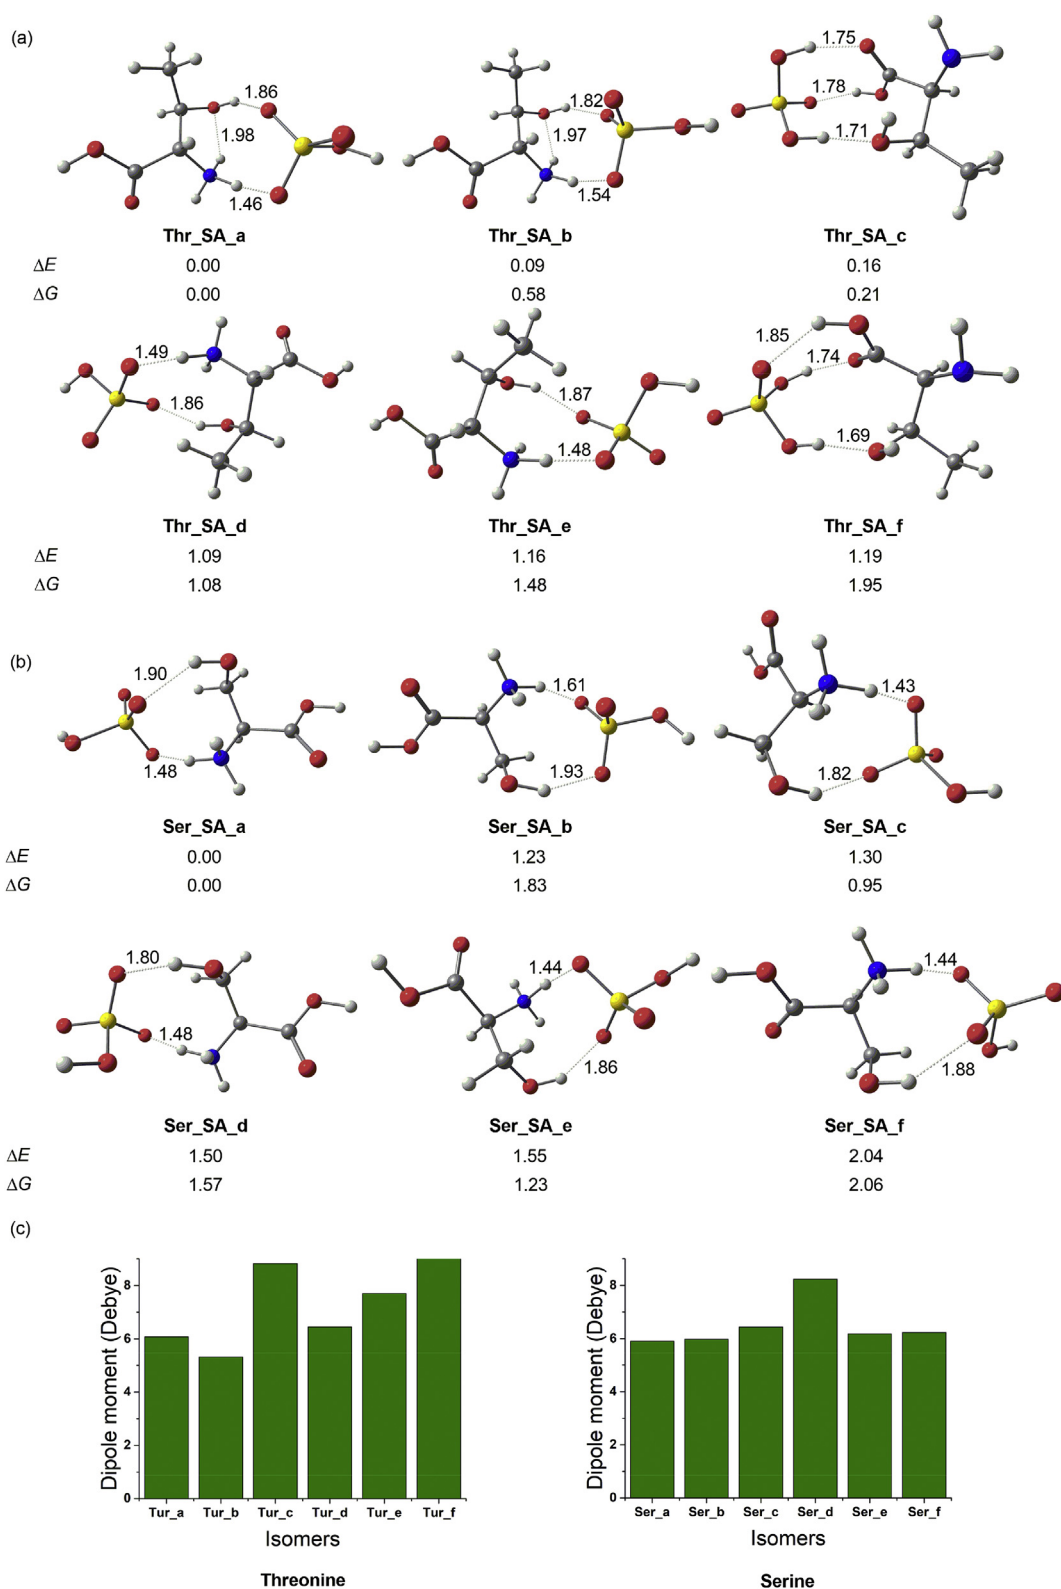 (a)
1.86
1.98
1.46
1.82
1.97
1.54
1.75
1.78
1.71
Thr_SA_a Thr_SA_b Thr_SA_c
ΔE 0.00 0.09 0.16
ΔG 0.00 0.58 0.21
1.49
1.86
1.87
1.48
1.85
1.74
1.69
Thr_SA_d Thr_SA_e Thr_SA_f
ΔE 1.09 1.16 1.19
ΔG 1.08 1.48 1.95
(b)
1.90
1.48
1.61
1.93
1.43
1.82
Ser_SA_a Ser_SA_b Ser_SA_c
ΔE 0.00 1.23 1.30
ΔG 0.00 1.83 0.95
1.80
1.48
1.44
1.86
1.44
1.88
Ser_SA_d Ser_SA_e Ser_SA_f
ΔE 1.50 1.55 2.04
ΔG 1.57 1.23 2.06
(c)
Dipole moment (Debye)
8
6
4
2
0
Tur_a Tur_b Tur_c Tur_d Tur_e Tur_f
Isomers
Threonine
Dipole moment (Debye)
8
6
4
2
0
Ser_a Ser_b Ser_c Ser_d Ser_e Ser_f
Isomers
Serine